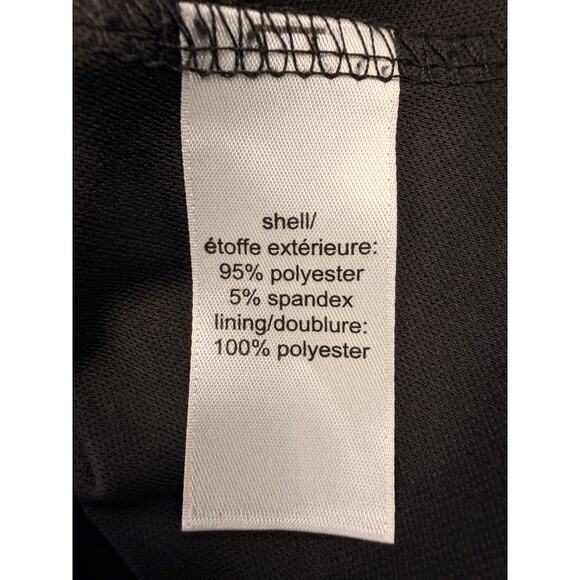 shell/
étoffe extérieure:
95% polyester
5% spandex
lining/doublure:
100% polyester